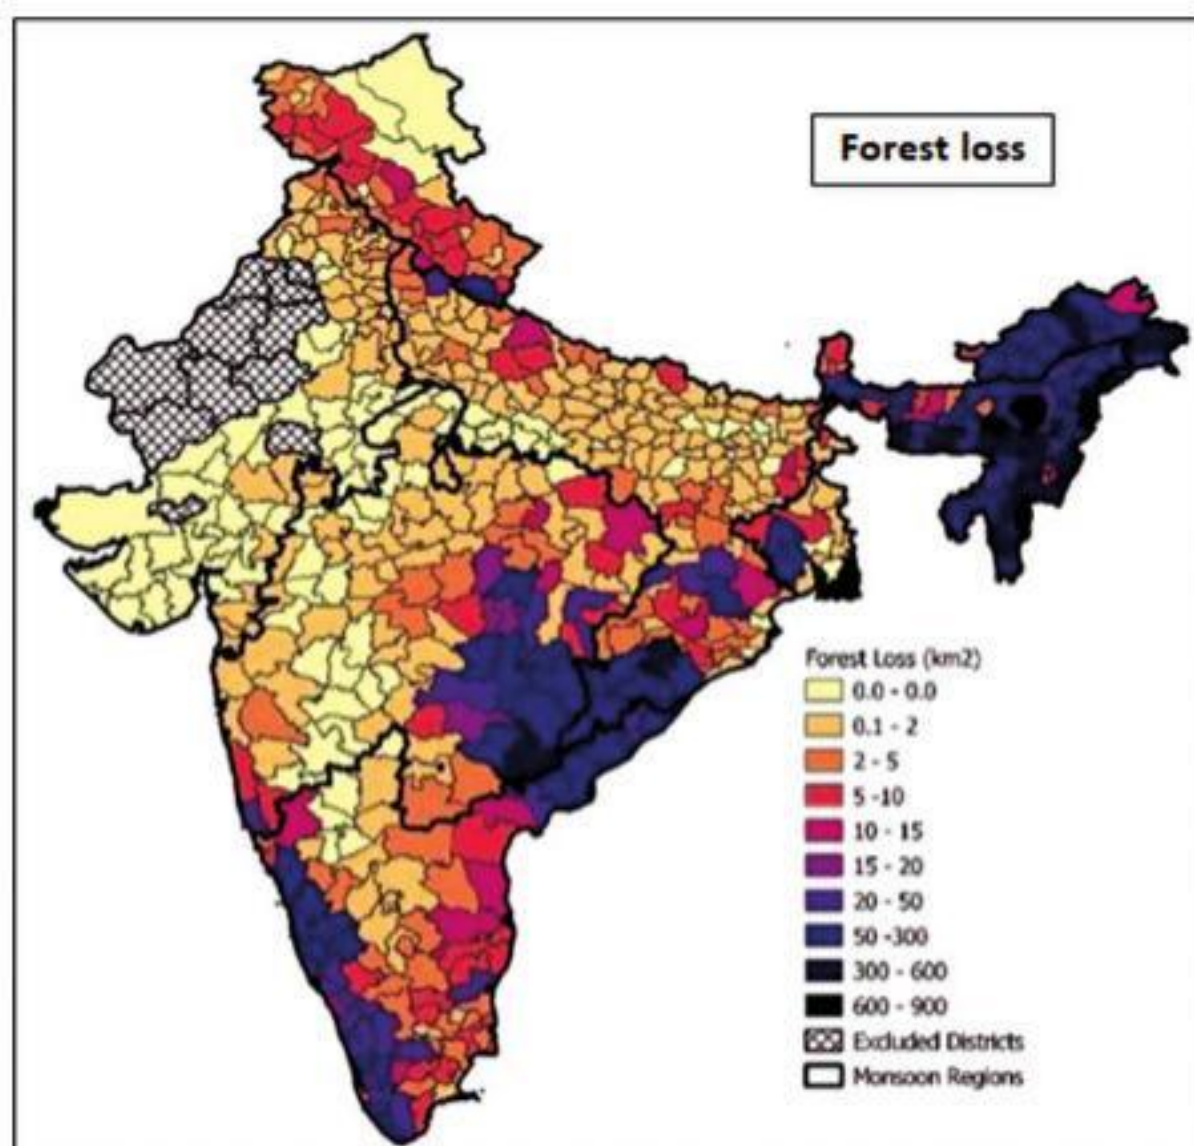 Forest loss
Forest Loss (km2)
0.0 - 0.0
0.1 - 2
2 - 5
5 -10
10 - 15
15 - 20
20 - 50
50 -300
300 - 600
600 - 900
Excluded Districts
Monsoon Regions